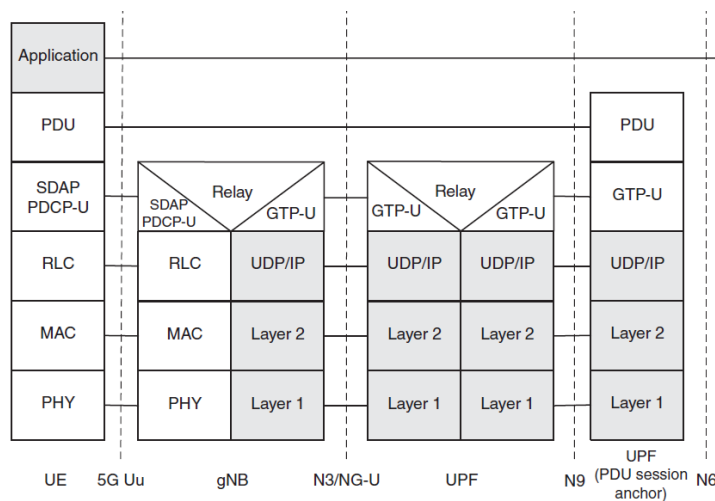 Application
PDU
PDU
SDAP
PDCP-U
SDAP
PDCP-U
Relay
GTP-U
GTP-U
Relay
GTP-U
GTP-U
RLC
RLC
UDP/IP
UDP/IP
UDP/IP
UDP/IP
MAC
MAC
Layer 2
Layer 2
Layer 2
Layer 2
PHY
PHY
Layer 1
Layer 1
Layer 1
Layer 1
UE
5G Uu
gNB
N3/NG-U
UPF
N9
UPF
(PDU session
anchor)
N6